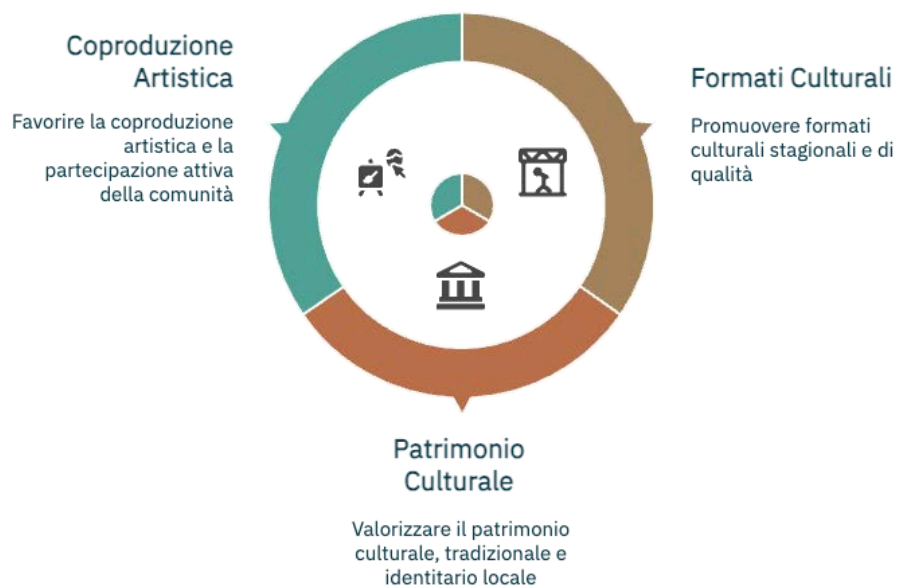 Coproduzione
Artistica
Favorire la coproduzione
artistica e la
partecipazione attiva
della comunità
Formati Culturali
Promuovere formati
culturali stagionali e di
qualità
Patrimonio
Culturale
Valorizzare il patrimonio
culturale, tradizionale e
identitario locale